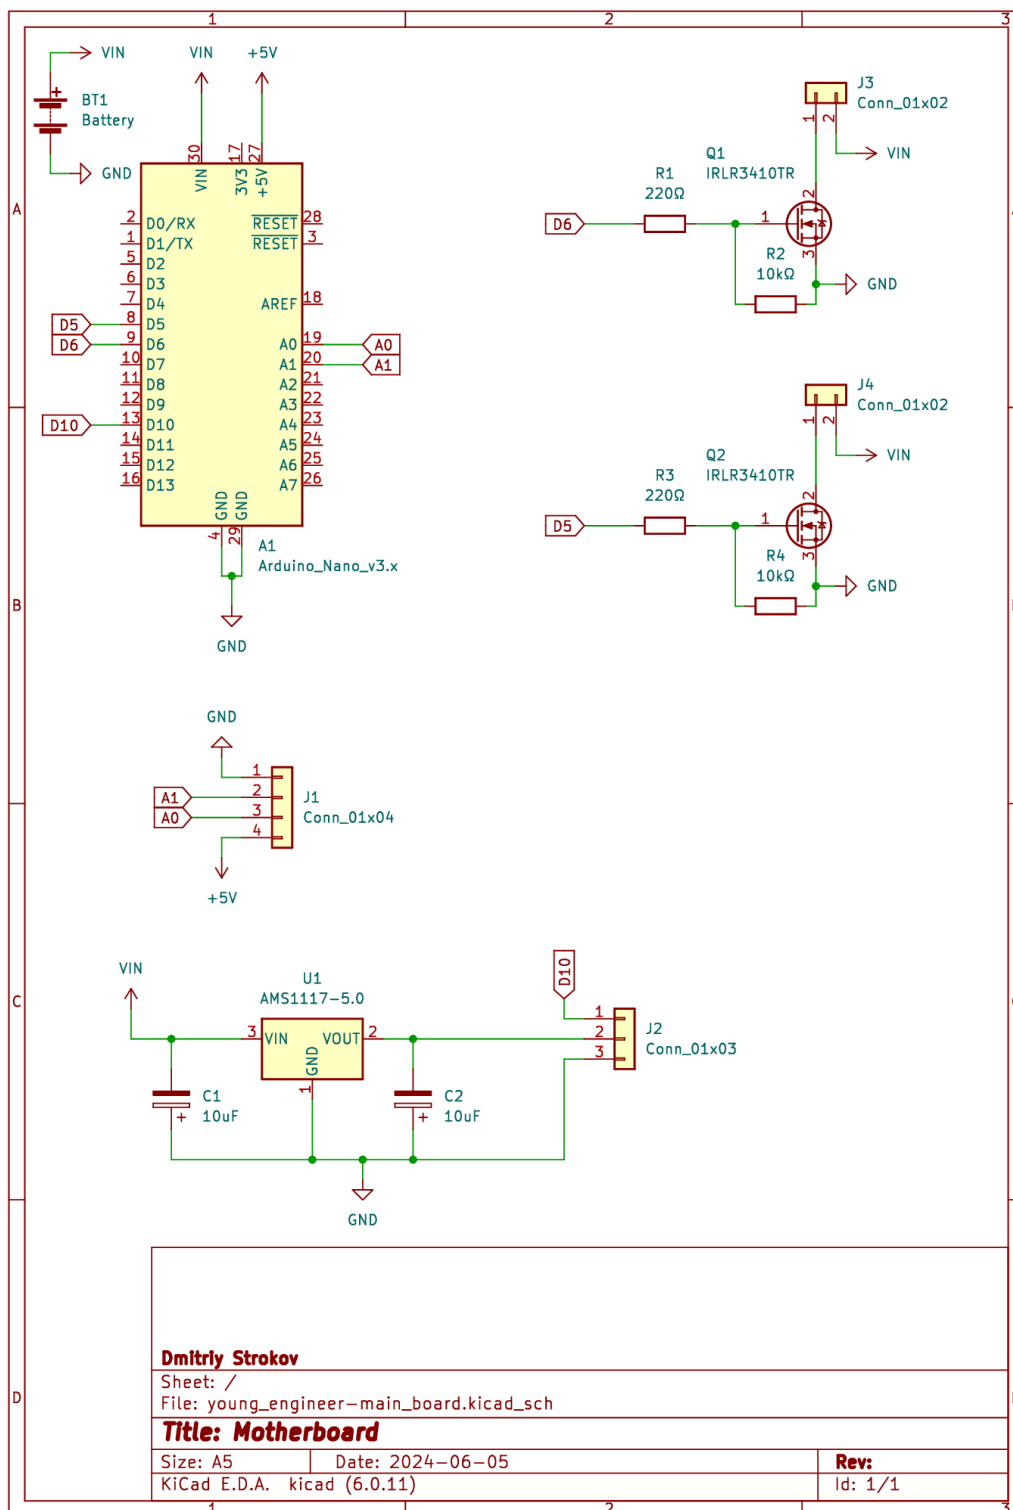 1 2 3
VIN
BT1
Battery
+
GND
VIN +5V
30 17 27
VIN 3V3 +5V
2 D0/RX RESET 28
1 D1/TX RESET 3
5 D2
6 D3
7 D4 AREF 18
D5 8 D5
D6 9 D6 A0 19 A0
10 D7 A1 20 A1
11 D8 A2 21
12 D9 A3 22
D10 13 D10 A4 23
14 D11 A5 24
15 D12 A6 25
16 D13 A7 26
GND GND
4 29
A1
Arduino_Nano_v3.x
GND
J3
Conn_01x02
1 2
VIN
Q1
IRLR3410TR
R1
220Ω
D6
1
2
3
R2
10kΩ
GND
J4
Conn_01x02
1 2
VIN
Q2
IRLR3410TR
R3
220Ω
D5
1
2
3
R4
10kΩ
GND
A
B
GND
1
A1 2
A0 3
4
J1
Conn_01x04
+5V
C
VIN
U1
AMS1117-5.0
3 VIN VOUT 2
GND
1
C1
10uF
+
C2
10uF
+
D10
1
2
3
J2
Conn_01x03
GND
D
Dmitriy Strokov
Sheet: /
File: young_engineer-main_board.kicad_sch
Title: Motherboard
Size: A5 Date: 2024-06-05 Rev:
KiCad E.D.A. kicad (6.0.11) Id: 1/1
1 2 3